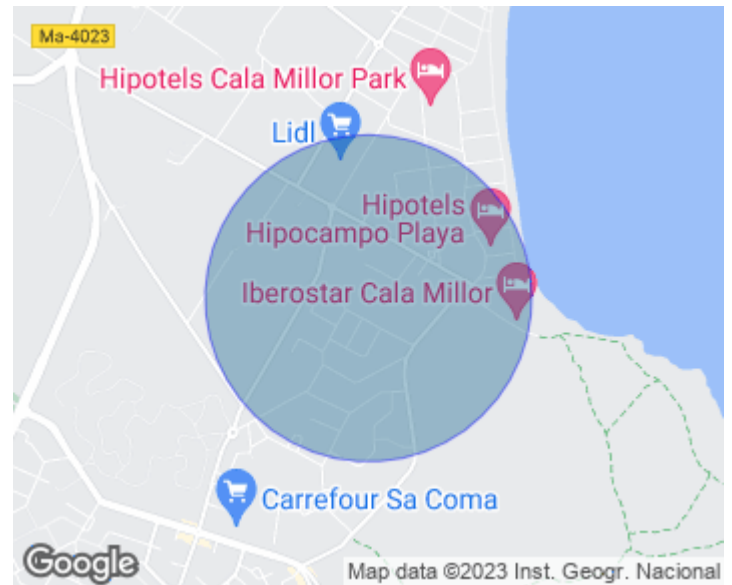 Ma-4023
Hipotels Cala Millor Park
Lidl
Hipotels
Hipocampo Playa
Iberostar Cala Millor
Carrefour Sa Coma
Google
Map data ©2023 Inst. Geogr. Nacional